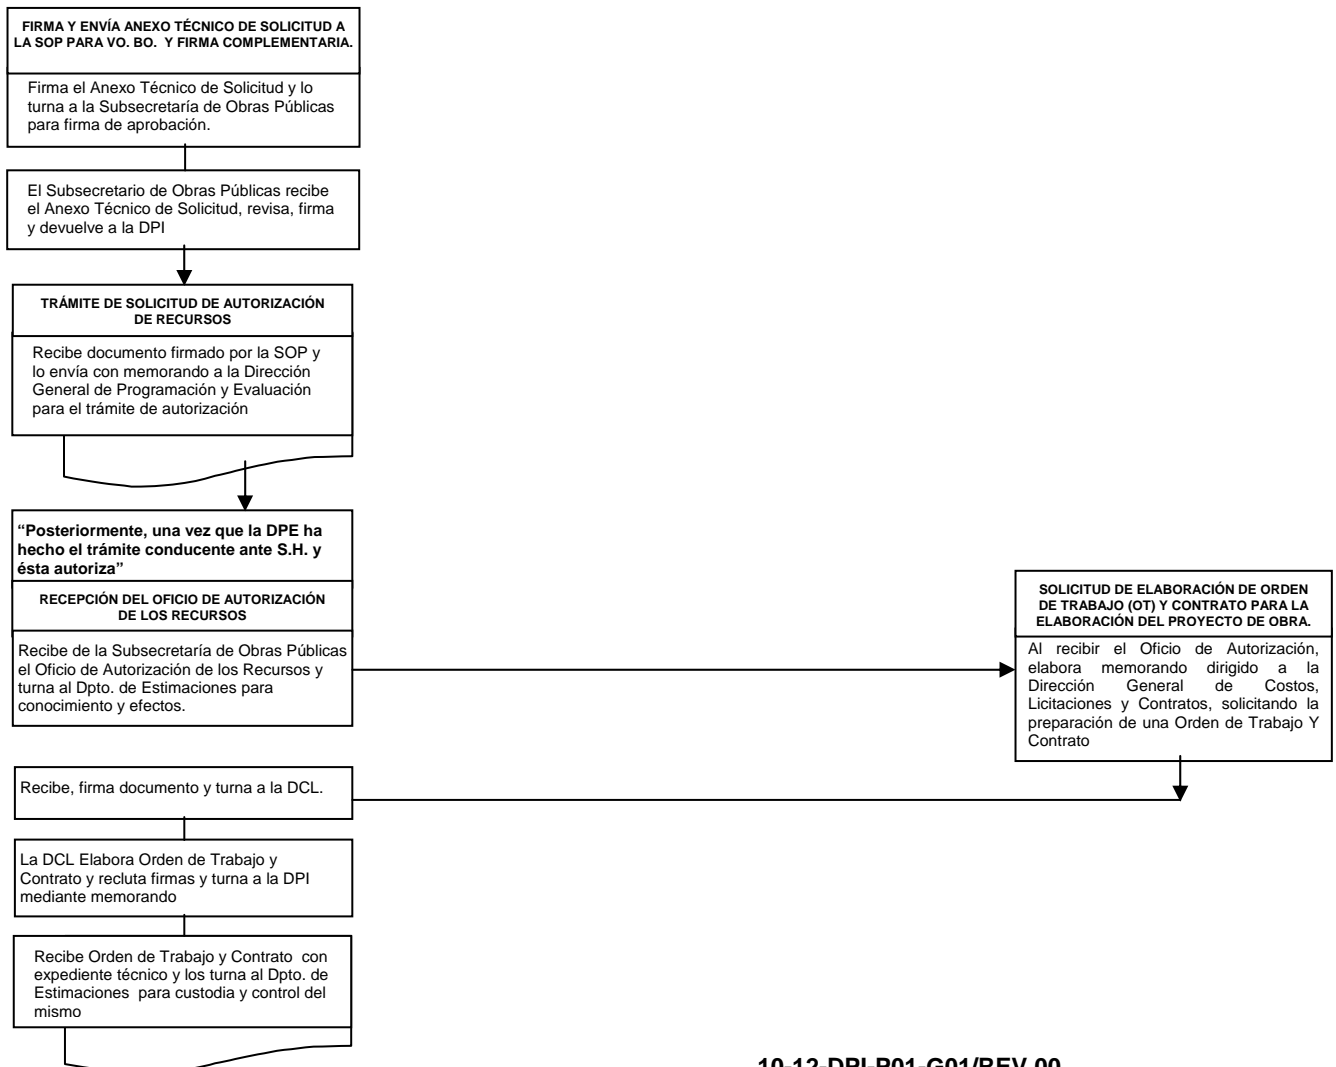 FIRMA Y ENVÍA ANEXO TÉCNICO DE SOLICITUD A
LA SOP PARA VO. BO. Y FIRMA COMPLEMENTARIA.
Firma el Anexo Técnico de Solicitud y lo
turna a la Subsecretaría de Obras Públicas
para firma de aprobación.
El Subsecretario de Obras Públicas recibe
el Anexo Técnico de Solicitud, revisa, firma
y devuelve a la DPI
TRÁMITE DE SOLICITUD DE AUTORIZACIÓN
DE RECURSOS
Recibe documento firmado por la SOP y
lo envía con memorando a la Dirección
General de Programación y Evaluación
para el trámite de autorización
“Posteriormente, una vez que la DPE ha
hecho el trámite conducente ante S.H. y
ésta autoriza”
RECEPCIÓN DEL OFICIO DE AUTORIZACIÓN
DE LOS RECURSOS
Recibe de la Subsecretaría de Obras Públicas
el Oficio de Autorización de los Recursos y
turna al Dpto. de Estimaciones para
conocimiento y efectos.
SOLICITUD DE ELABORACIÓN DE ORDEN
DE TRABAJO (OT) Y CONTRATO PARA LA
ELABORACIÓN DEL PROYECTO DE OBRA.
Al recibir el Oficio de Autorización,
elabora memorando dirigido a la
Dirección General de Costos,
Licitaciones y Contratos, solicitando la
preparación de una Orden de Trabajo Y
Contrato
Recibe, firma documento y turna a la DCL.
La DCL Elabora Orden de Trabajo y
Contrato y recluta firmas y turna a la DPI
mediante memorando
Recibe Orden de Trabajo y Contrato con
expediente técnico y los turna al Dpto. de
Estimaciones para custodia y control del
mismo
10-12-DPI-P01-G01/REV.00